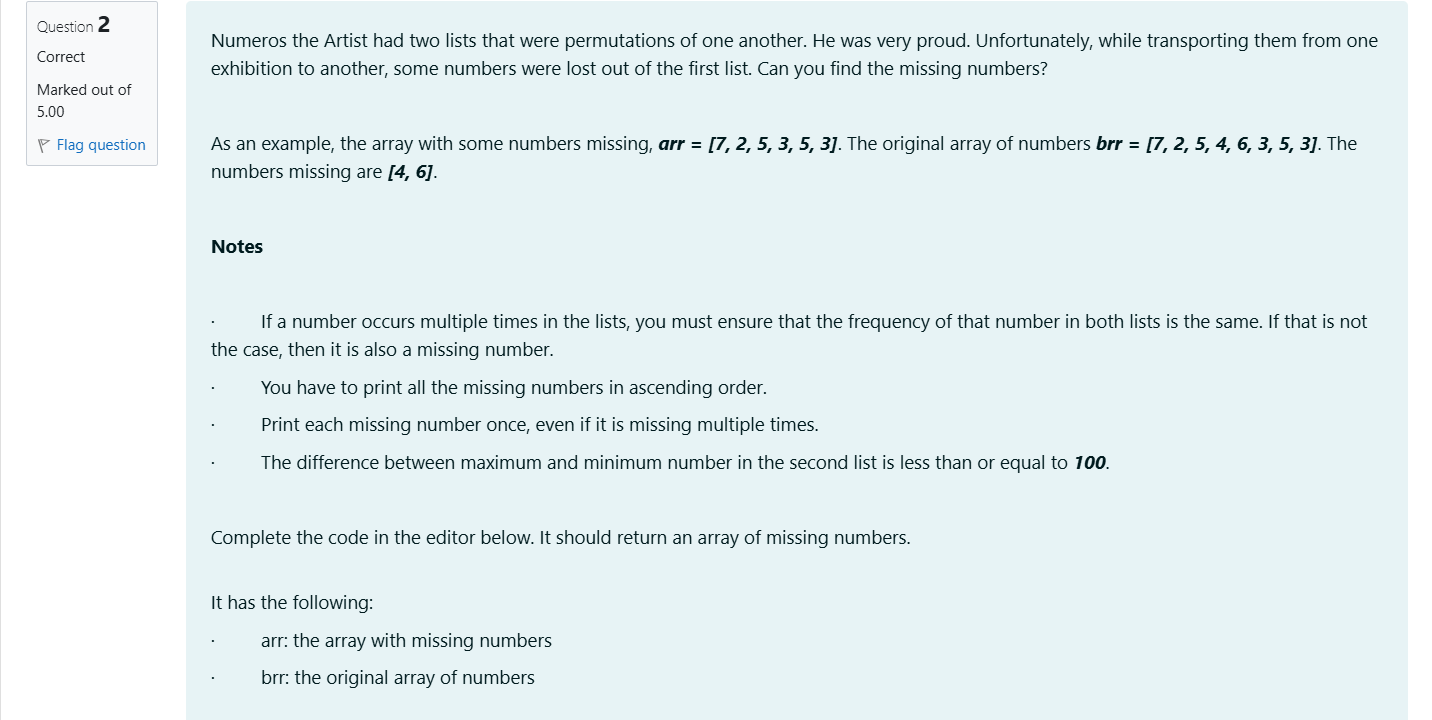 Question 2
Correct
Marked out of
5.00
Flag question
Numeros the Artist had two lists that were permutations of one another. He was very proud. Unfortunately, while transporting them from one
exhibition to another, some numbers were lost out of the first list. Can you find the missing numbers?
As an example, the array with some numbers missing, arr = [7, 2, 5, 3, 5, 3]. The original array of numbers brr = [7, 2, 5, 4, 6, 3, 5, 3]. The
numbers missing are [4, 6].
Notes
· If a number occurs multiple times in the lists, you must ensure that the frequency of that number in both lists is the same. If that is not
the case, then it is also a missing number.
· You have to print all the missing numbers in ascending order.
· Print each missing number once, even if it is missing multiple times.
· The difference between maximum and minimum number in the second list is less than or equal to 100.
Complete the code in the editor below. It should return an array of missing numbers.
It has the following:
· arr: the array with missing numbers
· brr: the original array of numbers